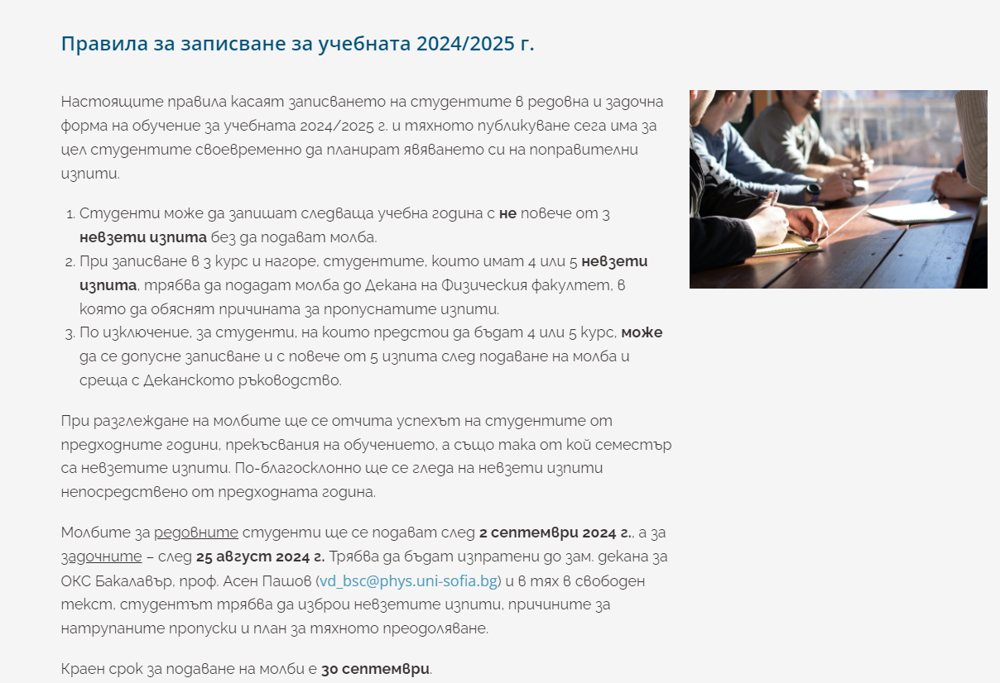 Правила за записване за учебната 2024/2025 г.
Настоящите правила касаят записването на студентите в редовна и задочна
форма на обучение за учебната 2024/2025 г. и тяхното публикуване сега има за
цел студентите своевременно да планират явяването си на поправителни
изпити.
1. Студенти може да запишат следваща учебна година с не повече от 3
невзети изпита без да подават молба.
2. При записване в 3 курс и нагоре, студентите, които имат 4 или 5 невзети
изпита, трябва да подадат молба до Декана на Физическия факултет, в
която да обяснят причината за пропуснатите изпити.
3. По изключение, за студенти, на които предстои да бъдат 4 или 5 курс, може
да се допусне записване и с повече от 5 изпита след подаване на молба и
среща с Деканското ръководство.
При разглеждане на молбите ще се отчита успехът на студентите от
предходните години, прекъсвания на обучението, а също така от кой семестър
са невзетите изпити. По-благосклонно ще се гледа на невзети изпити
непосредствено от предходната година.
Молбите за редовните студенти ще се подават след 2 септември 2024 г., а за
задочните – след 25 август 2024 г. Трябва да бъдат изпратени до зам. декана за
ОКС Бакалавър, проф. Асен Пашов (vd_bsc@phys.uni-sofia.bg) и в тях в свободен
текст, студентът трябва да изброи невзетите изпити, причините за
натрупаните пропуски и план за тяхното преодоляване.
Краен срок за подаване на молби е 30 септември.